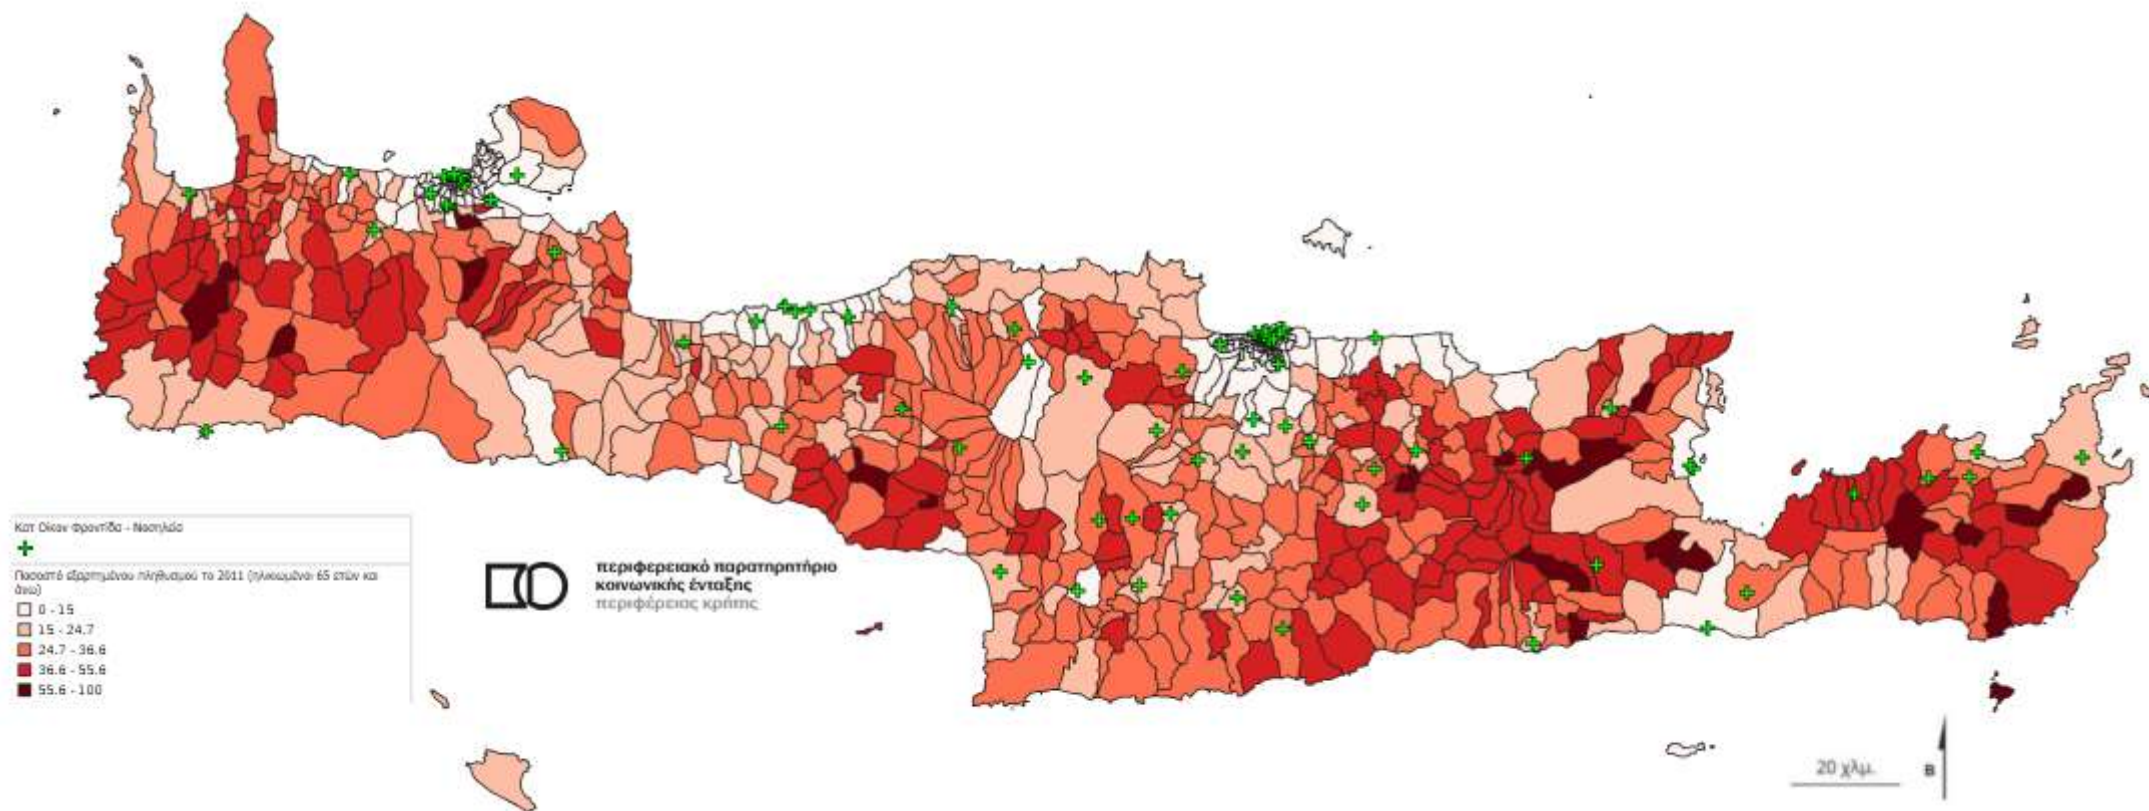 Κατ Οίκον Φροντίδα - Νοσηλεία
Ποσοστό εξαρτημένου πληθυσμού το 2011 (ηλικιωμένοι 65 ετών και
άνω)
0 - 15
15 - 24.7
24.7 - 36.6
36.6 - 55.6
55.6 - 100
περιφερειακό παρατηρητήριο
κοινωνικής ένταξης
περιφέρειας κρήτης
20 χλμ.
Β